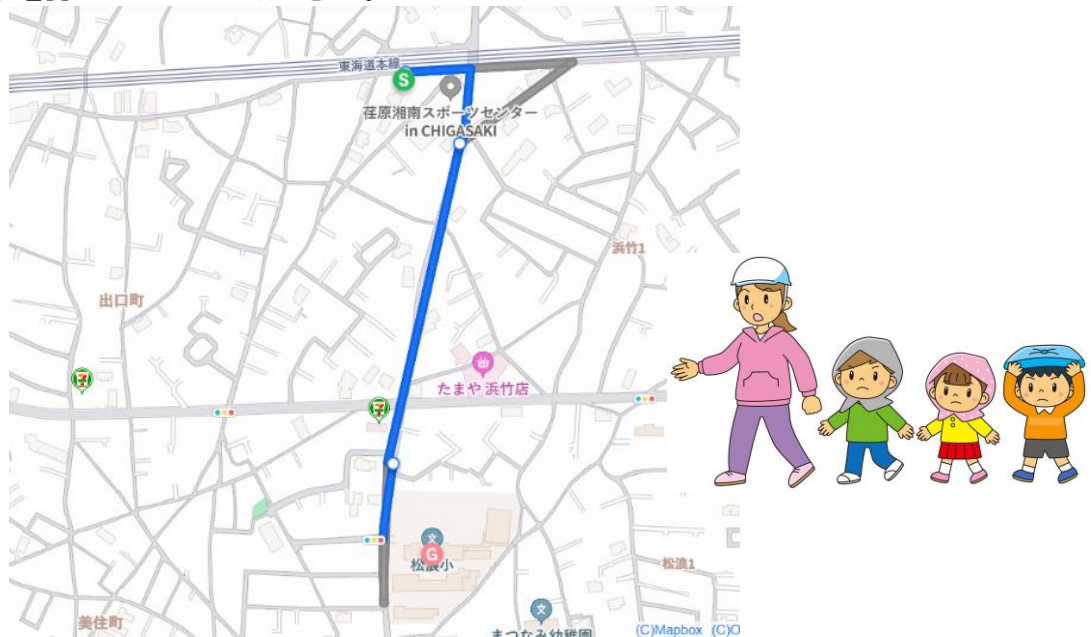 東海道本線
S
荏原湘南スポーツセンター
in CHIGASAKI
浜竹1
出口町
たまや 浜竹店
文
G
松浪小
松浪1
美住町
文
まつなみ幼稚園
(C)Mapbox (C)O